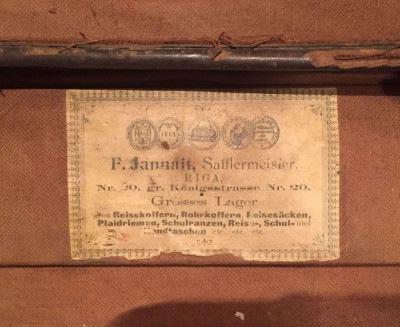 1883
F. Jannait, Sattlermeister,
RIGA,
Nr. 20. gr. Königsstrasse Nr. 20.
Grosses Lager
von Reisekoffern, Rohrkoffern, Reisesäcken,
Plaidriemen, Schulranzen, Reise-, Schul- und
Handtaschen etc. etc. etc.